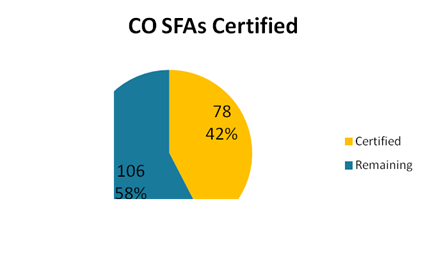 CO SFAs Certified
78
42%
106
58%
Certified
Remaining